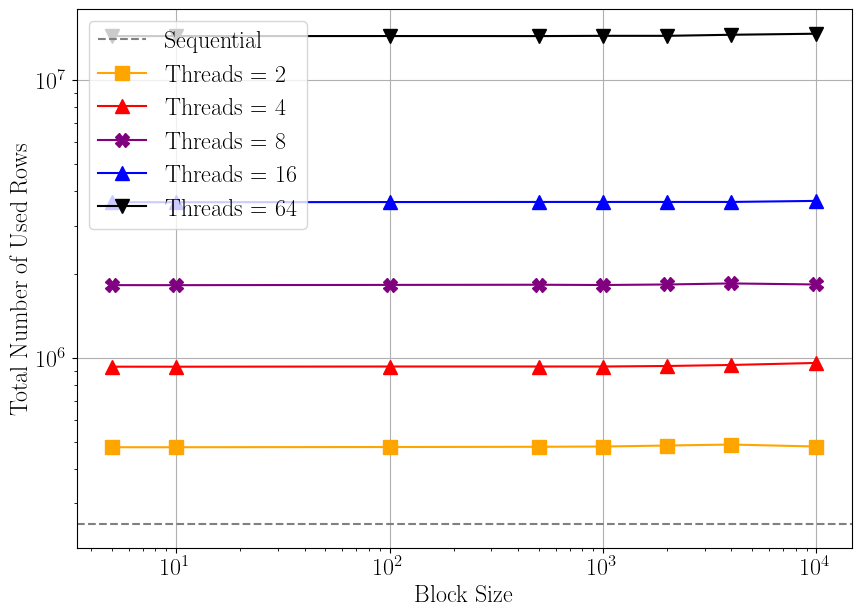 Sequential
Threads = 2
Threads = 4
Threads = 8
Threads = 16
Threads = 64
Total Number of Used Rows
10^7
10^6
10^1 10^2 10^3 10^4
Block Size